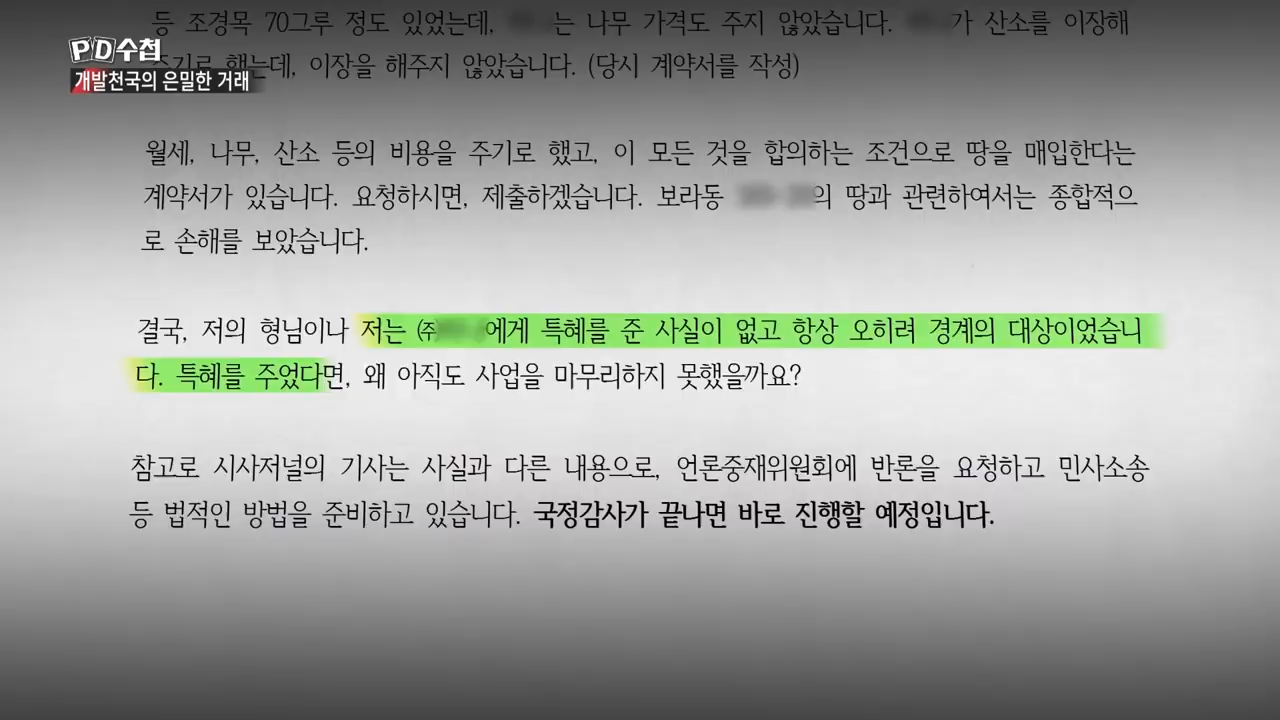 등 조경목 70그루 정도 있었는데, 는 나무 가격도 주지 않았습니다. 가 산소를 이장해
PD수첩
주기로 했는데, 이장을 해주지 않았습니다. (당시 계약서를 작성)
개발천국의 은밀한 거래
월세, 나무, 산소 등의 비용을 주기로 했고, 이 모든 것을 합의하는 조건으로 땅을 매입한다는
계약서가 있습니다. 요청하시면, 제출하겠습니다. 보라동 의 땅과 관련하여서는 종합적으
로 손해를 보았습니다.
결국, 저의 형님이나 저는 ㈜ 에게 특혜를 준 사실이 없고 항상 오히려 경계의 대상이었습니
다. 특혜를 주었다면, 왜 아직도 사업을 마무리하지 못했을까요?
참고로 시사저널의 기사는 사실과 다른 내용으로, 언론중재위원회에 반론을 요청하고 민사소송
등 법적인 방법을 준비하고 있습니다. 국정감사가 끝나면 바로 진행할 예정입니다.